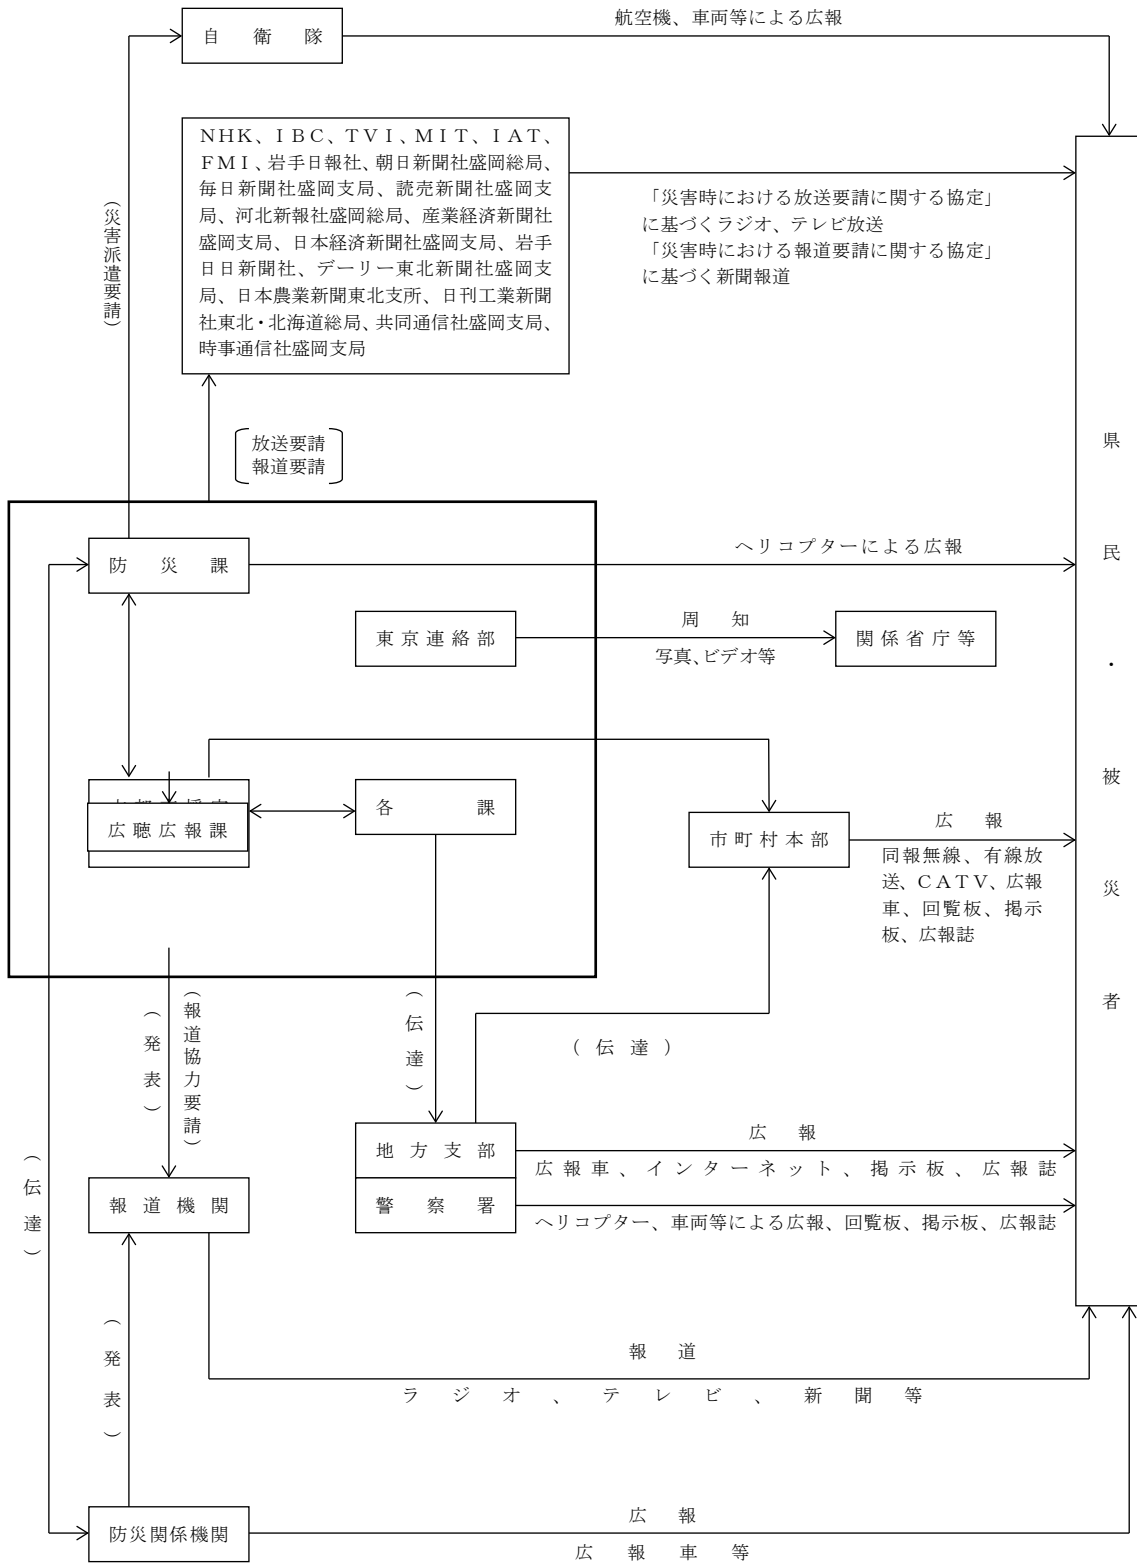 航空機、車両等による広報
自衛隊
(災害派遣要請)
NHK、IBC、TVI、MIT、IAT、
FMI、岩手日報社、朝日新聞社盛岡総局、
毎日新聞社盛岡支局、読売新聞社盛岡支
局、河北新報社盛岡総局、産業経済新聞社
盛岡支局、日本経済新聞社盛岡支局、岩手
日日新聞社、デーリー東北新聞社盛岡支
局、日本農業新聞東北支所、日刊工業新聞
社東北・北海道総局、共同通信社盛岡支局、
時事通信社盛岡支局
「災害時における放送要請に関する協定」
に基づくラジオ、テレビ放送
「災害時における報道要請に関する協定」
に基づく新聞報道
放送要請
報道要請
県民・被災者
防災課
ヘリコプターによる広報
東京連絡部
周知
写真、ビデオ等
関係省庁等
広聴広報課
各課
市町村本部
広報
同報無線、有線放
送、CATV、広報
車、回覧板、掲示
板、広報誌
(発表)
(報道協力要請)
(伝達)
(伝達)
地方支部
広報
広報車、インターネット、掲示板、広報誌
(伝達)
報道機関
警察署
ヘリコプター、車両等による広報、回覧板、掲示板、広報誌
(発表)
報道
ラジオ、テレビ、新聞等
防災関係機関
広報
広報車等